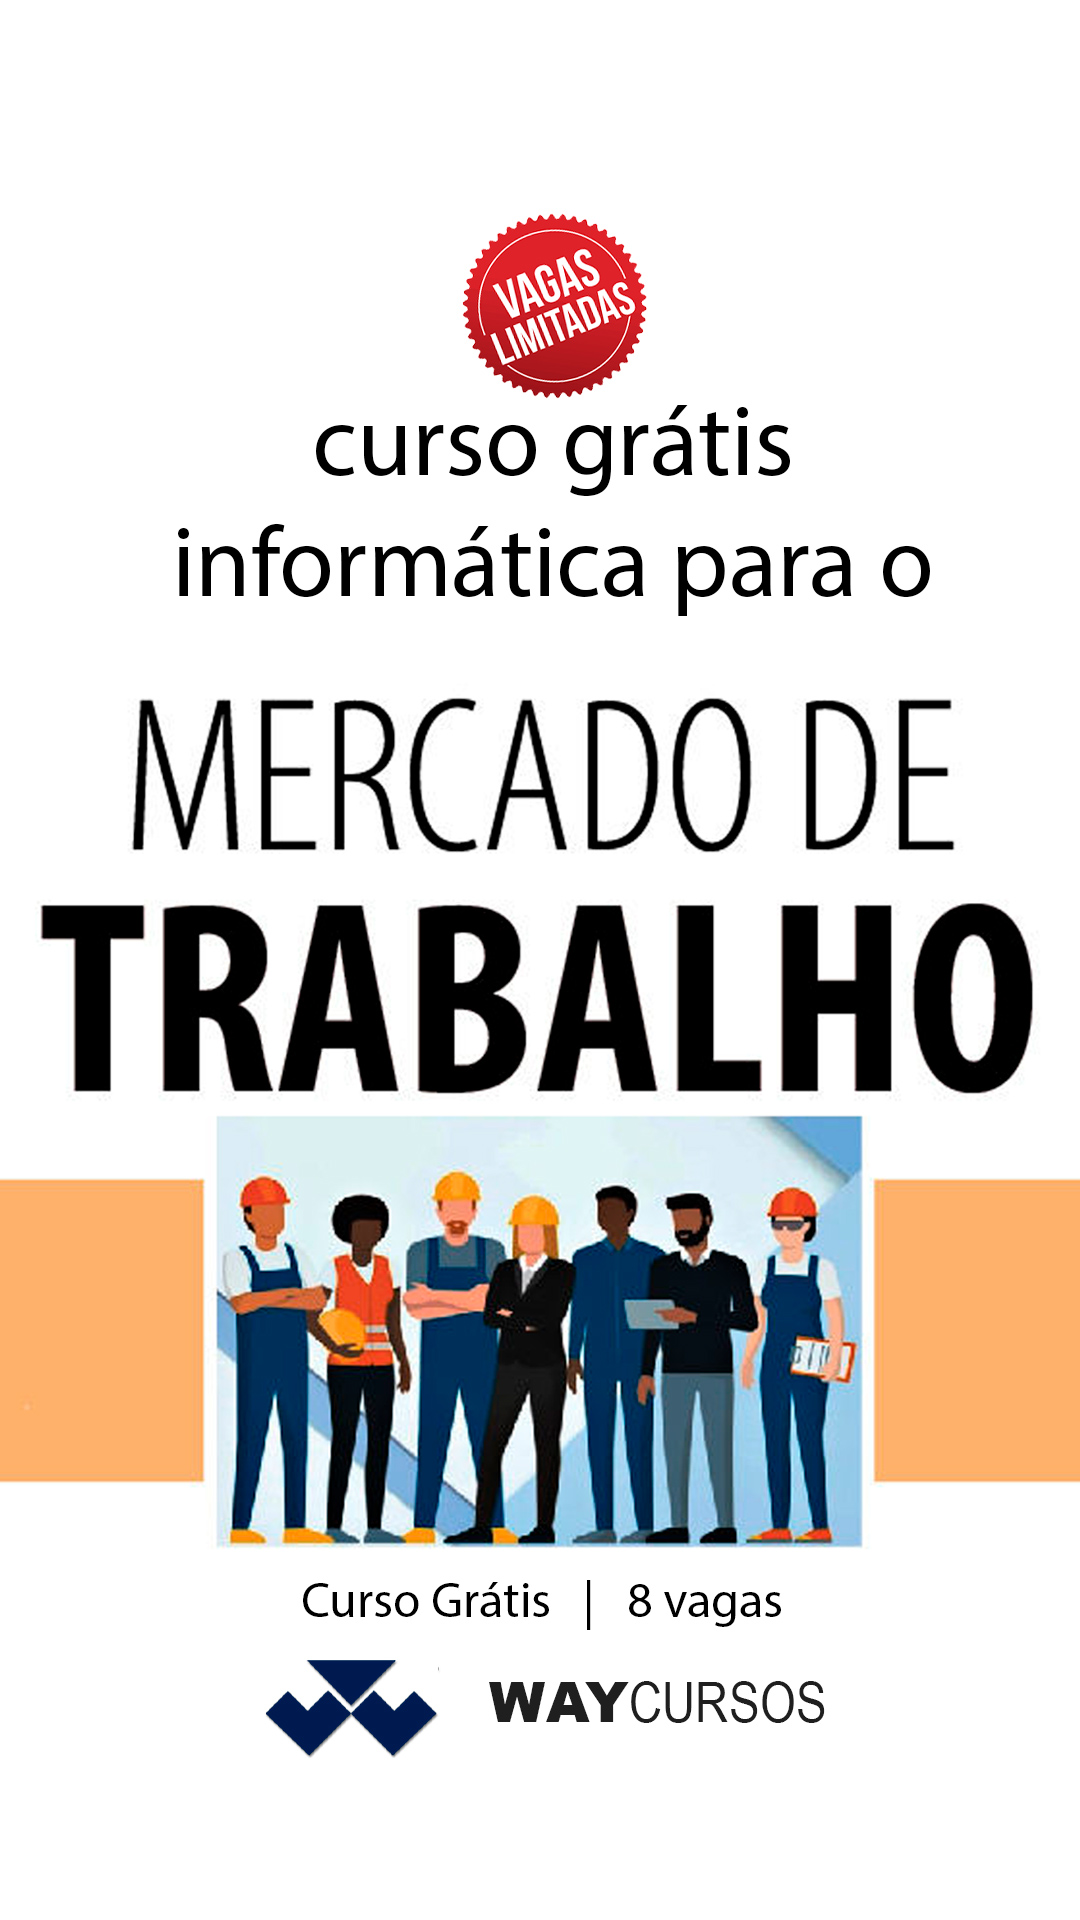 VAGAS
LIMITADAS
curso grátis
informática para o
MERCADO DE
TRABALHO
Curso Grátis | 8 vagas
WAYCURSOS